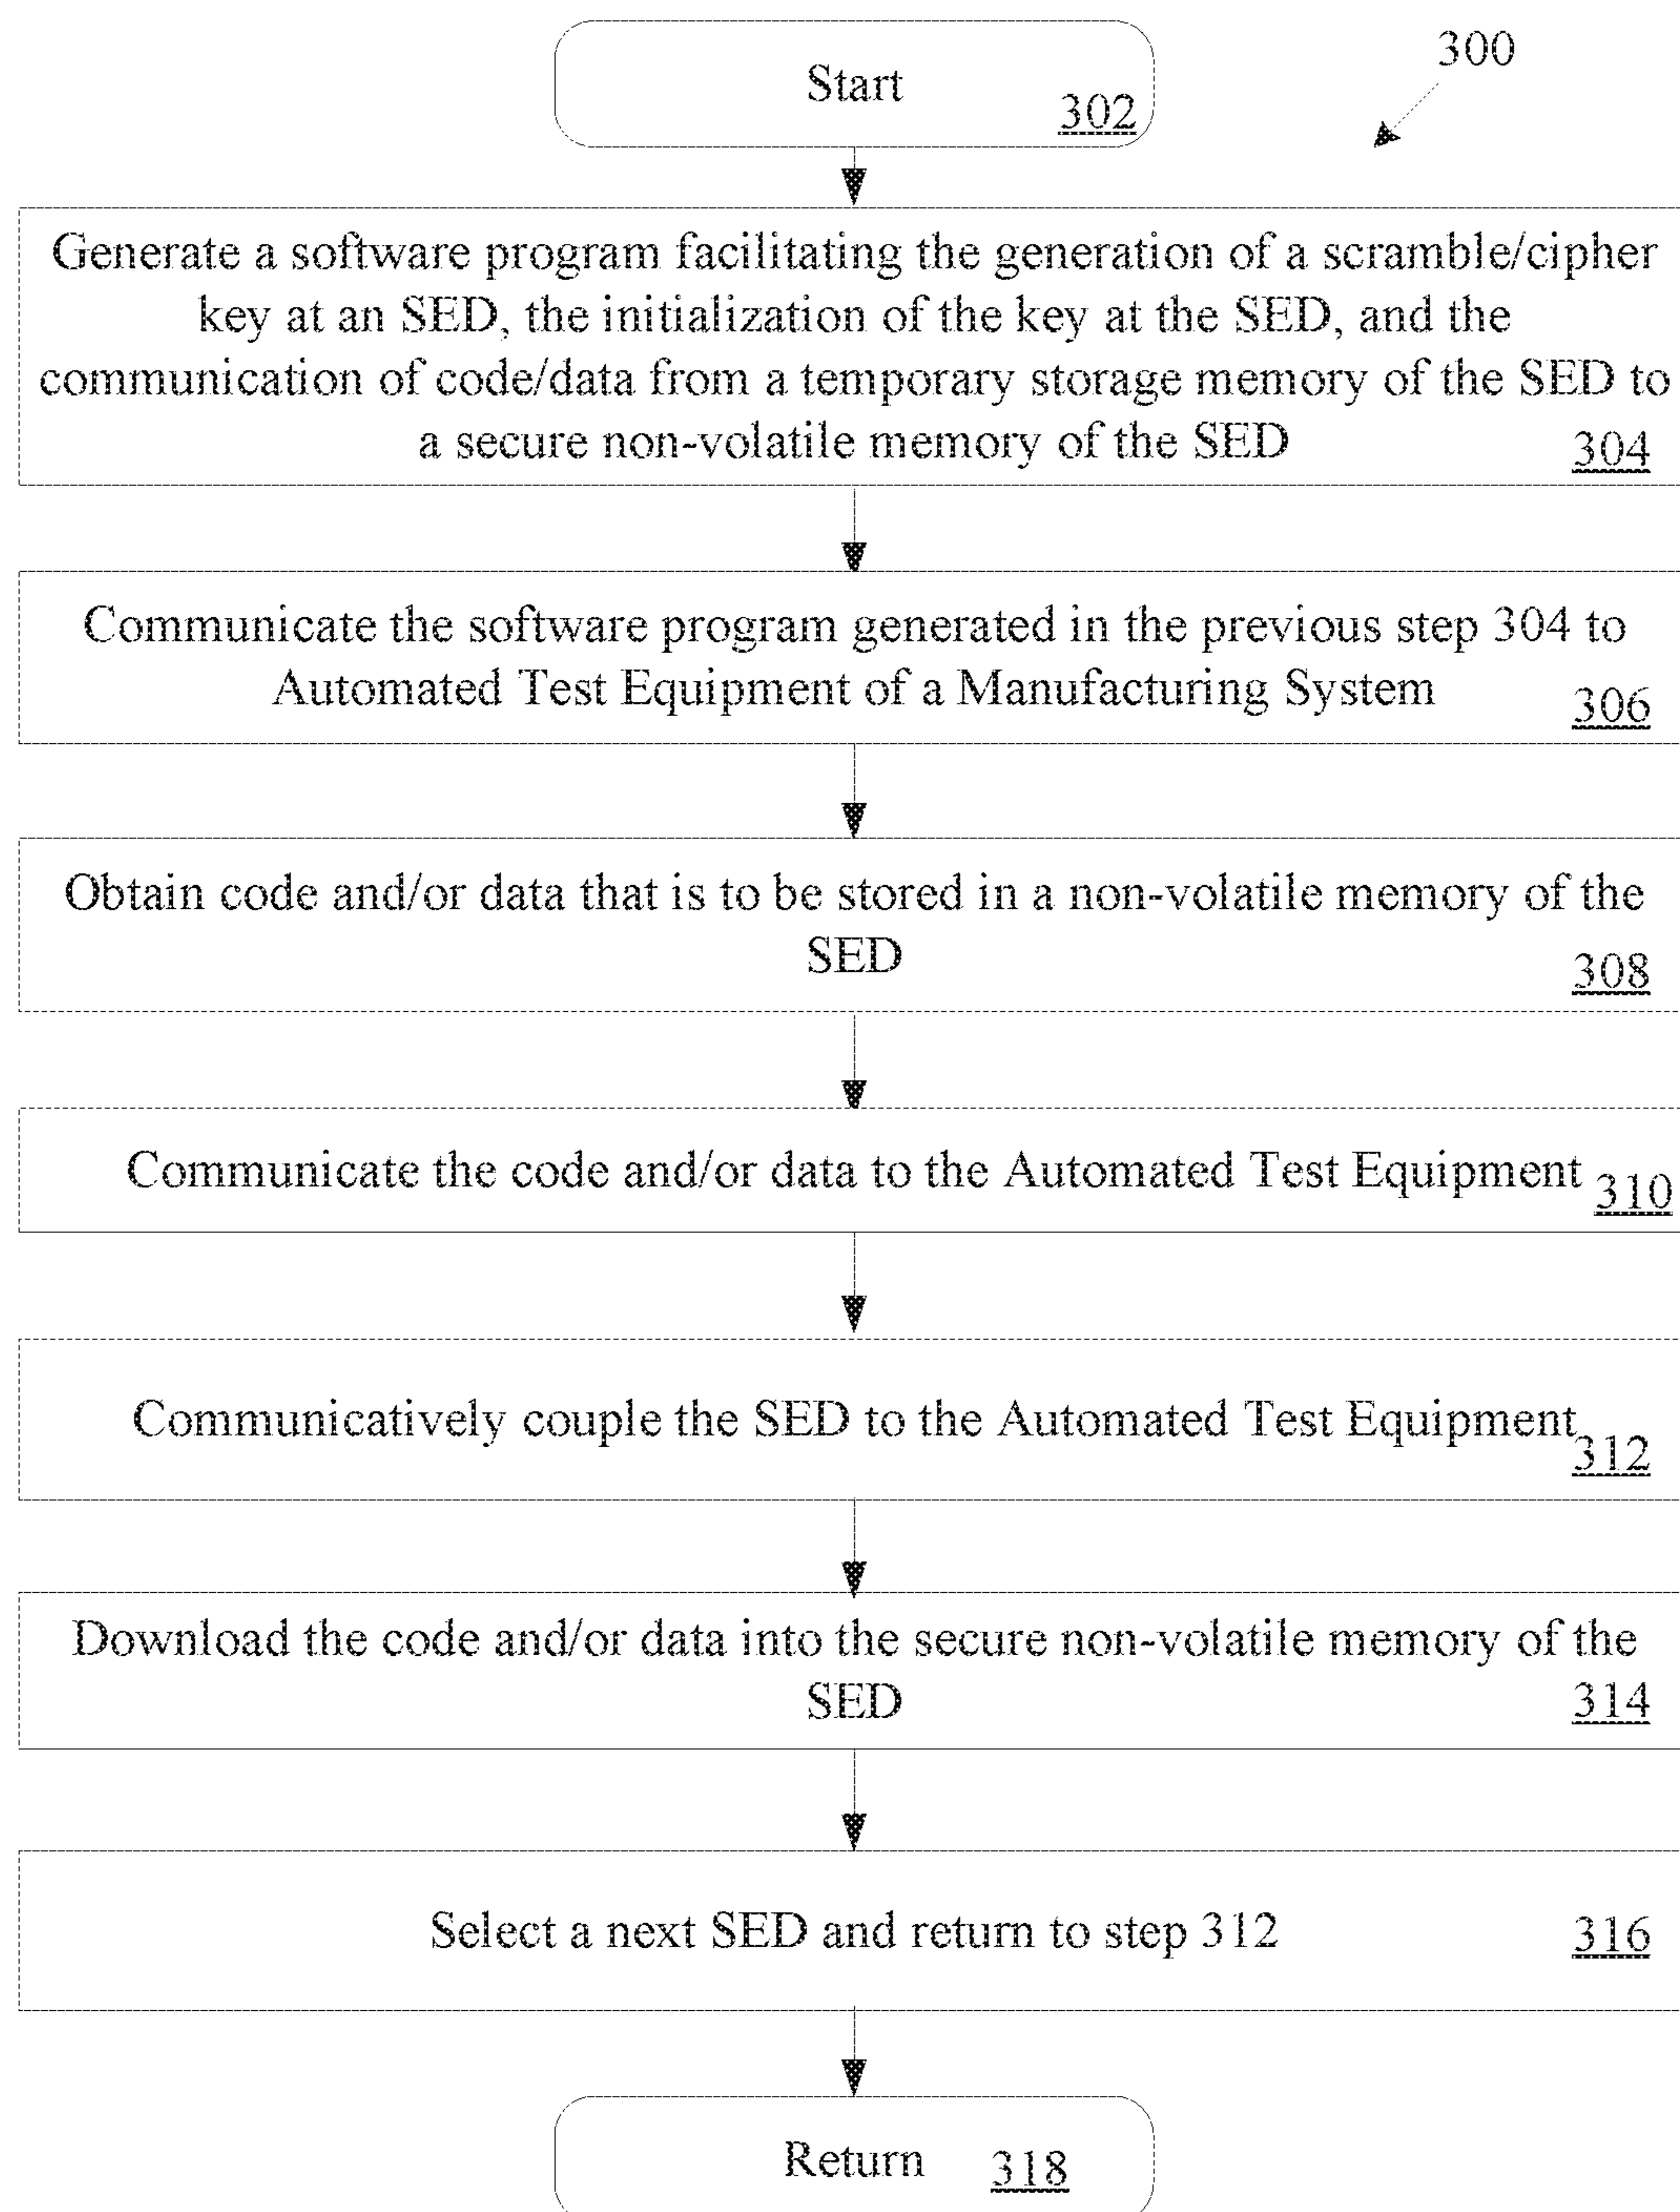 300
Start
302
Generate a software program facilitating the generation of a scramble/cipher
key at an SED, the initialization of the key at the SED, and the
communication of code/data from a temporary storage memory of the SED to
a secure non-volatile memory of the SED
304
Communicate the software program generated in the previous step 304 to
Automated Test Equipment of a Manufacturing System
306
Obtain code and/or data that is to be stored in a non-volatile memory of the
SED
308
Communicate the code and/or data to the Automated Test Equipment
310
Communicatively couple the SED to the Automated Test Equipment
312
Download the code and/or data into the secure non-volatile memory of the
SED
314
Select a next SED and return to step 312
316
Return
318